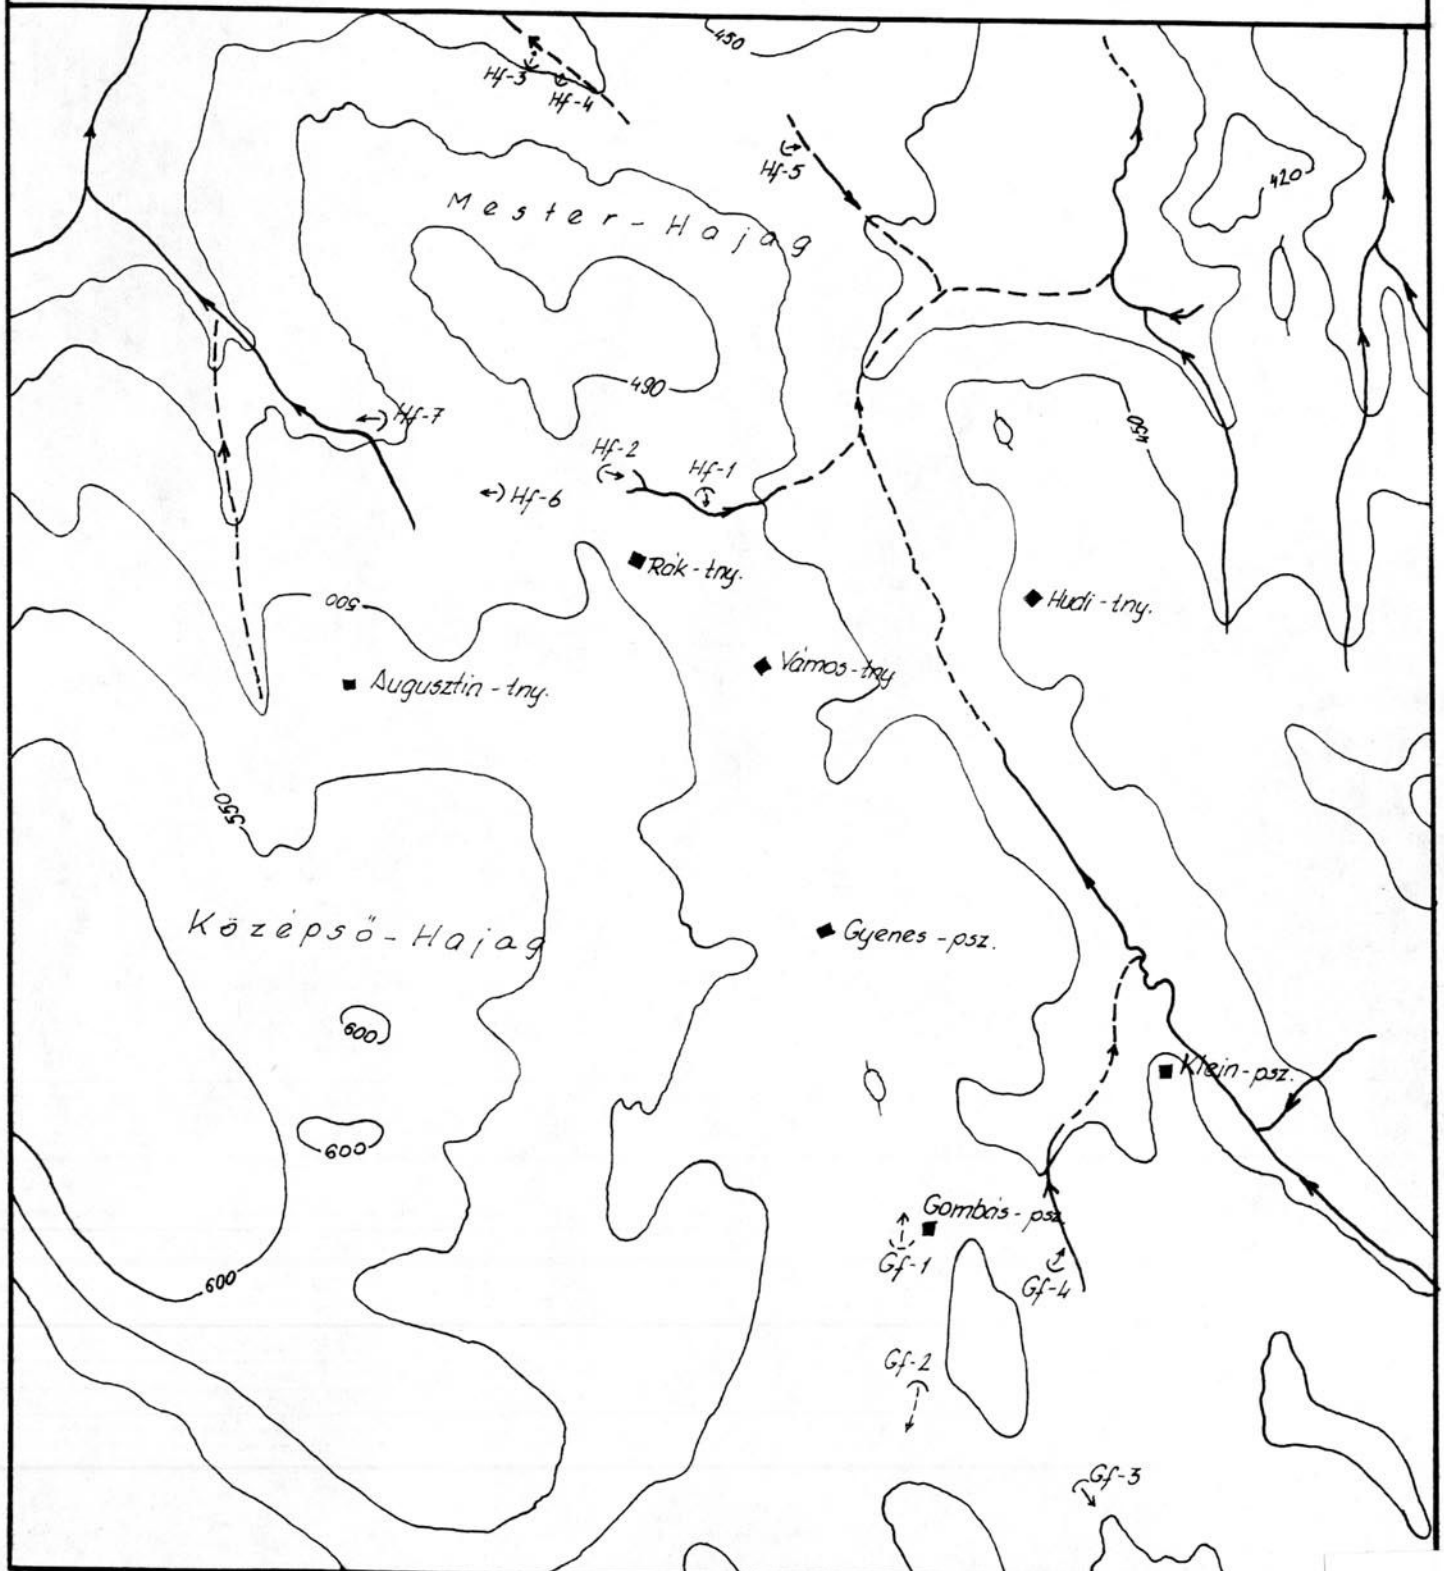 450
Hf-3
Hf-4
Hf-5
420
Mester-Hajag
490
450
Hf-7
Hf-2
Hf-1
Hf-6
Rák-tny.
500
Hudi-tny.
Vámos-tny
Augusztin-tny.
550
Középső-Hajag
Gyenes-psz.
600
Klein-psz.
600
Gombás-psz.
Gf-1
Gf-4
600
Gf-2
Gf-3